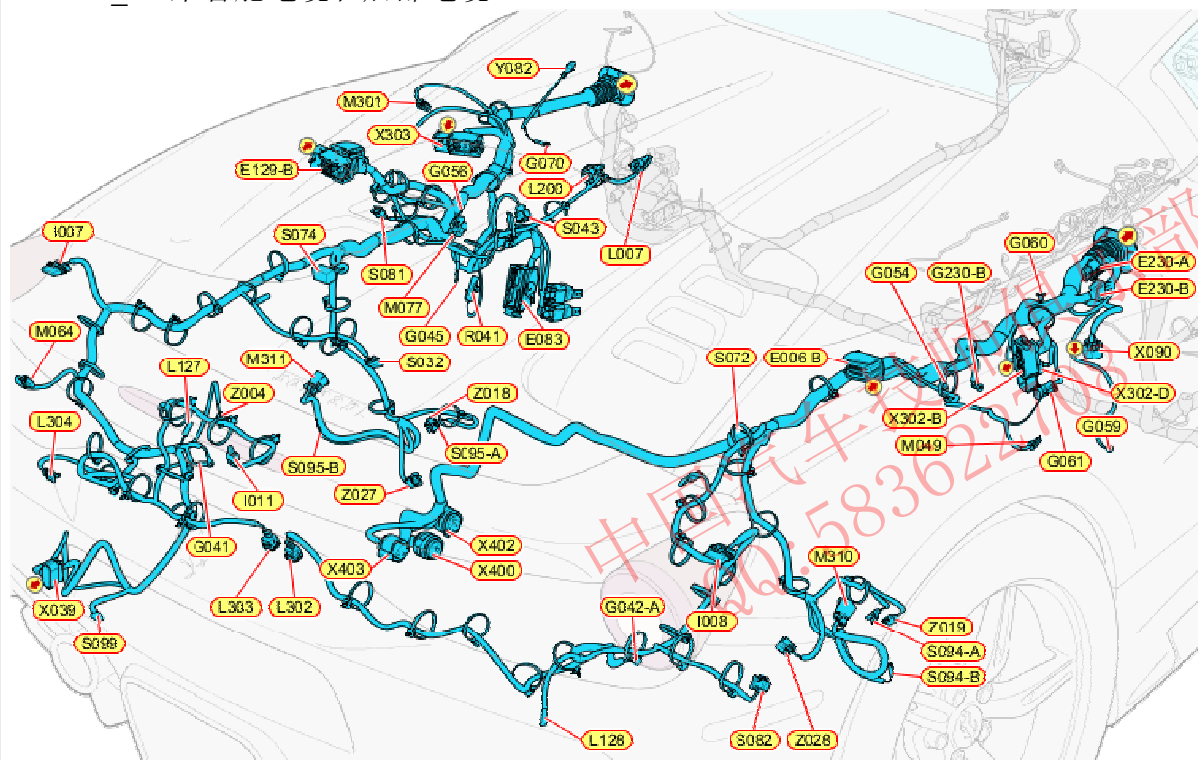 Y082
M301
X303
E129-B
G056
G070
L200
S043
L007
S074
S081
M077
G045
R041
E083
M064
M311
S032
L127
Z004
Z018
L304
S095-B
S095-A
I011
Z027
G041
X403
X402
X400
X039
L303
L302
S099
G042-A
L128
S082
Z028
I008
M310
Z019
S094-A
S094-B
S072
E006
G054
G230-B
G060
E230-A
E230-B
X090
X302-D
X302-B
M049
G059
G061
中国汽车技师
QQ:583622708